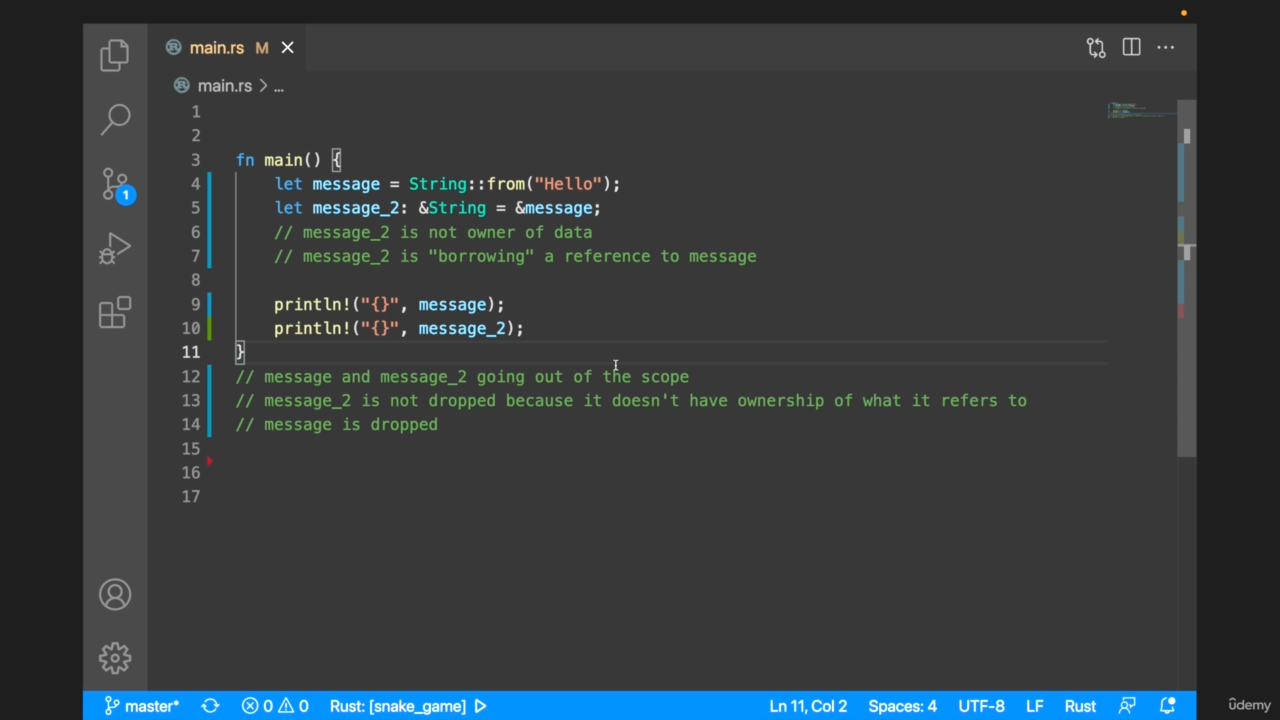 main.rs M
main.rs > ...
1
2
3 fn main() {
4 let message = String::from("Hello");
5 let message_2: &String = &message;
6 // message_2 is not owner of data
7 // message_2 is "borrowing" a reference to message
8
9 println!("{}", message);
10 println!("{}", message_2);
11 }
12 // message and message_2 going out of the scope
13 // message_2 is not dropped because it doesn't have ownership of what it refers to
14 // message is dropped
15
16
17
1
master* 0 0 Rust: [snake_game] Ln 11, Col 2 Spaces: 4 UTF-8 LF Rust
ûdemy